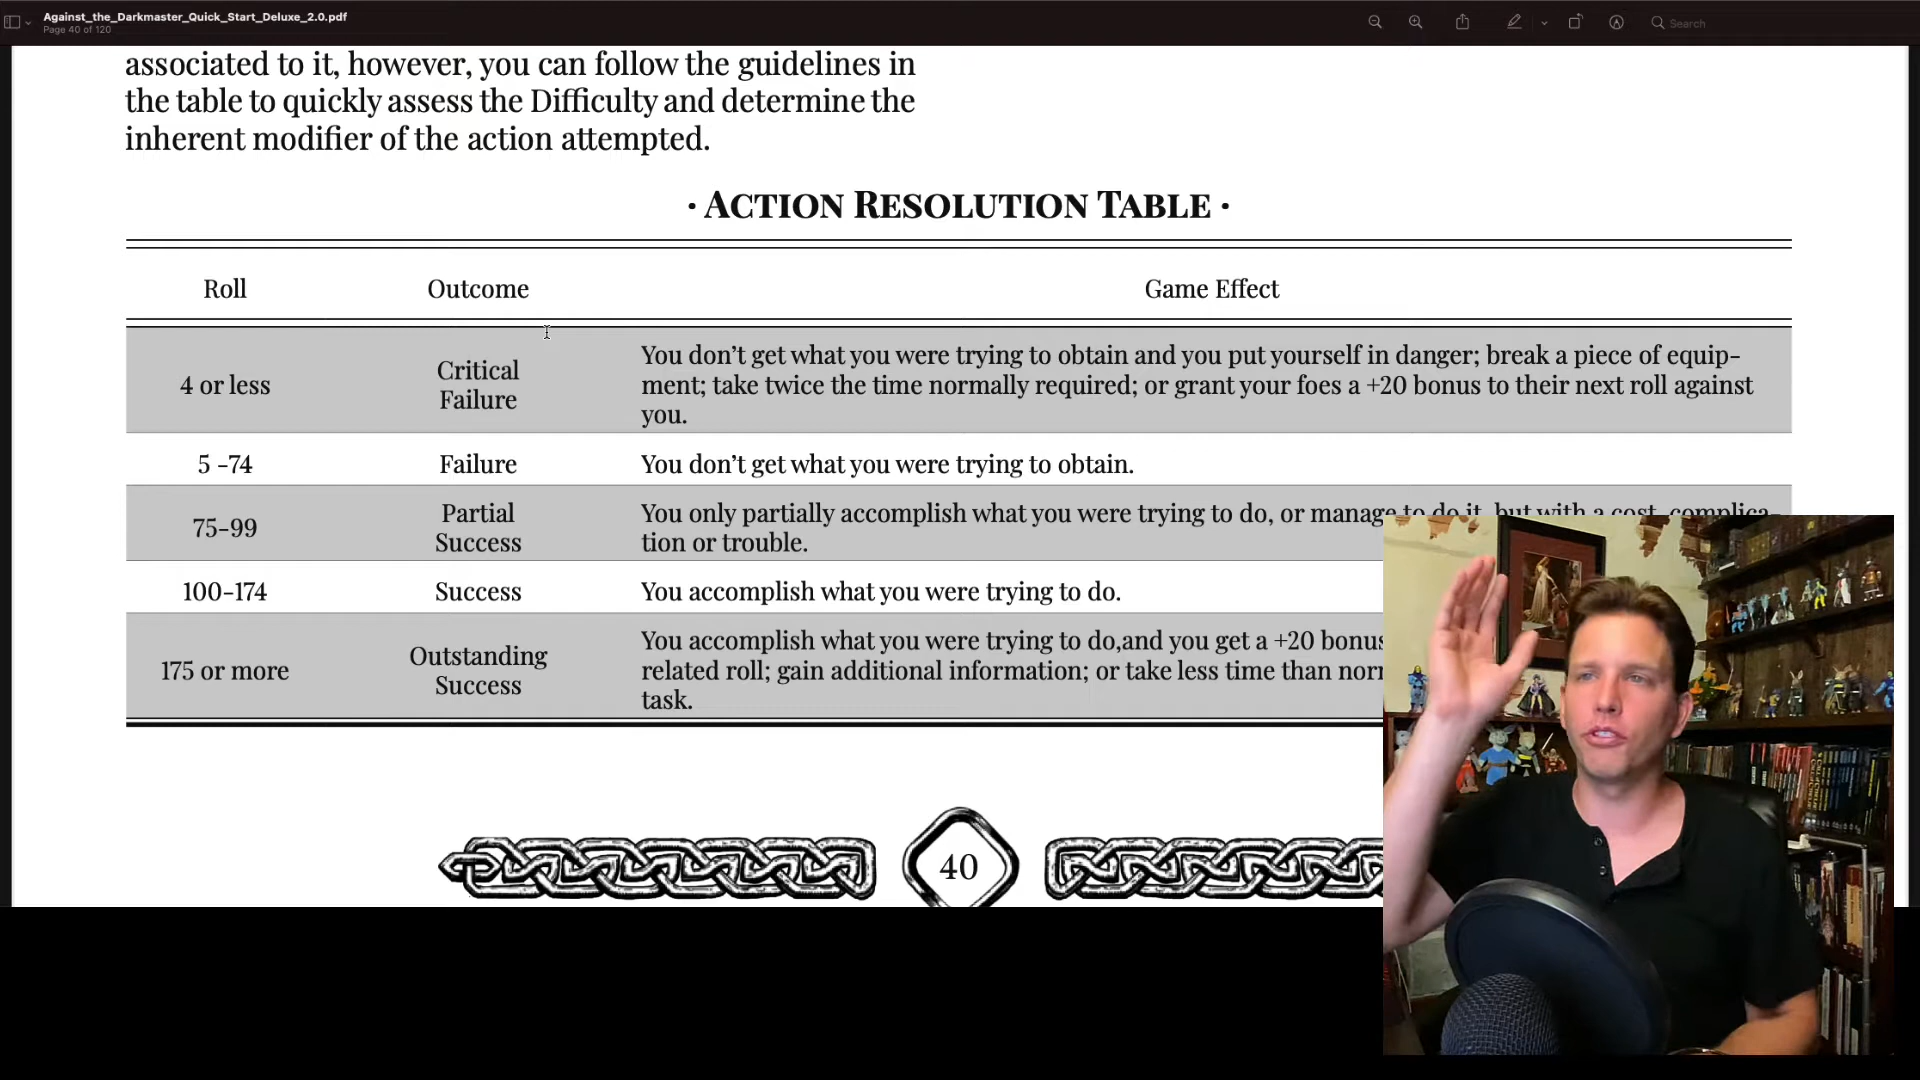 Against_the_Darkmaster_Quick_Start_Deluxe_2.0.pdf
Page 40 of 120
Search
associated to it, however, you can follow the guidelines in
the table to quickly assess the Difficulty and determine the
inherent modifier of the action attempted.
· ACTION RESOLUTION TABLE ·
Roll Outcome Game Effect
4 or less
Critical
Failure
You don’t get what you were trying to obtain and you put yourself in danger; break a piece of equip-
ment; take twice the time normally required; or grant your foes a +20 bonus to their next roll against
you.
5 -74 Failure You don’t get what you were trying to obtain.
75-99
Partial
Success
You only partially accomplish what you were trying to do, or manage to do it, but with a cost, complica-
tion or trouble.
100-174 Success You accomplish what you were trying to do.
175 or more
Outstanding
Success
You accomplish what you were trying to do,and you get a +20 bonus
related roll; gain additional information; or take less time than
task.
40